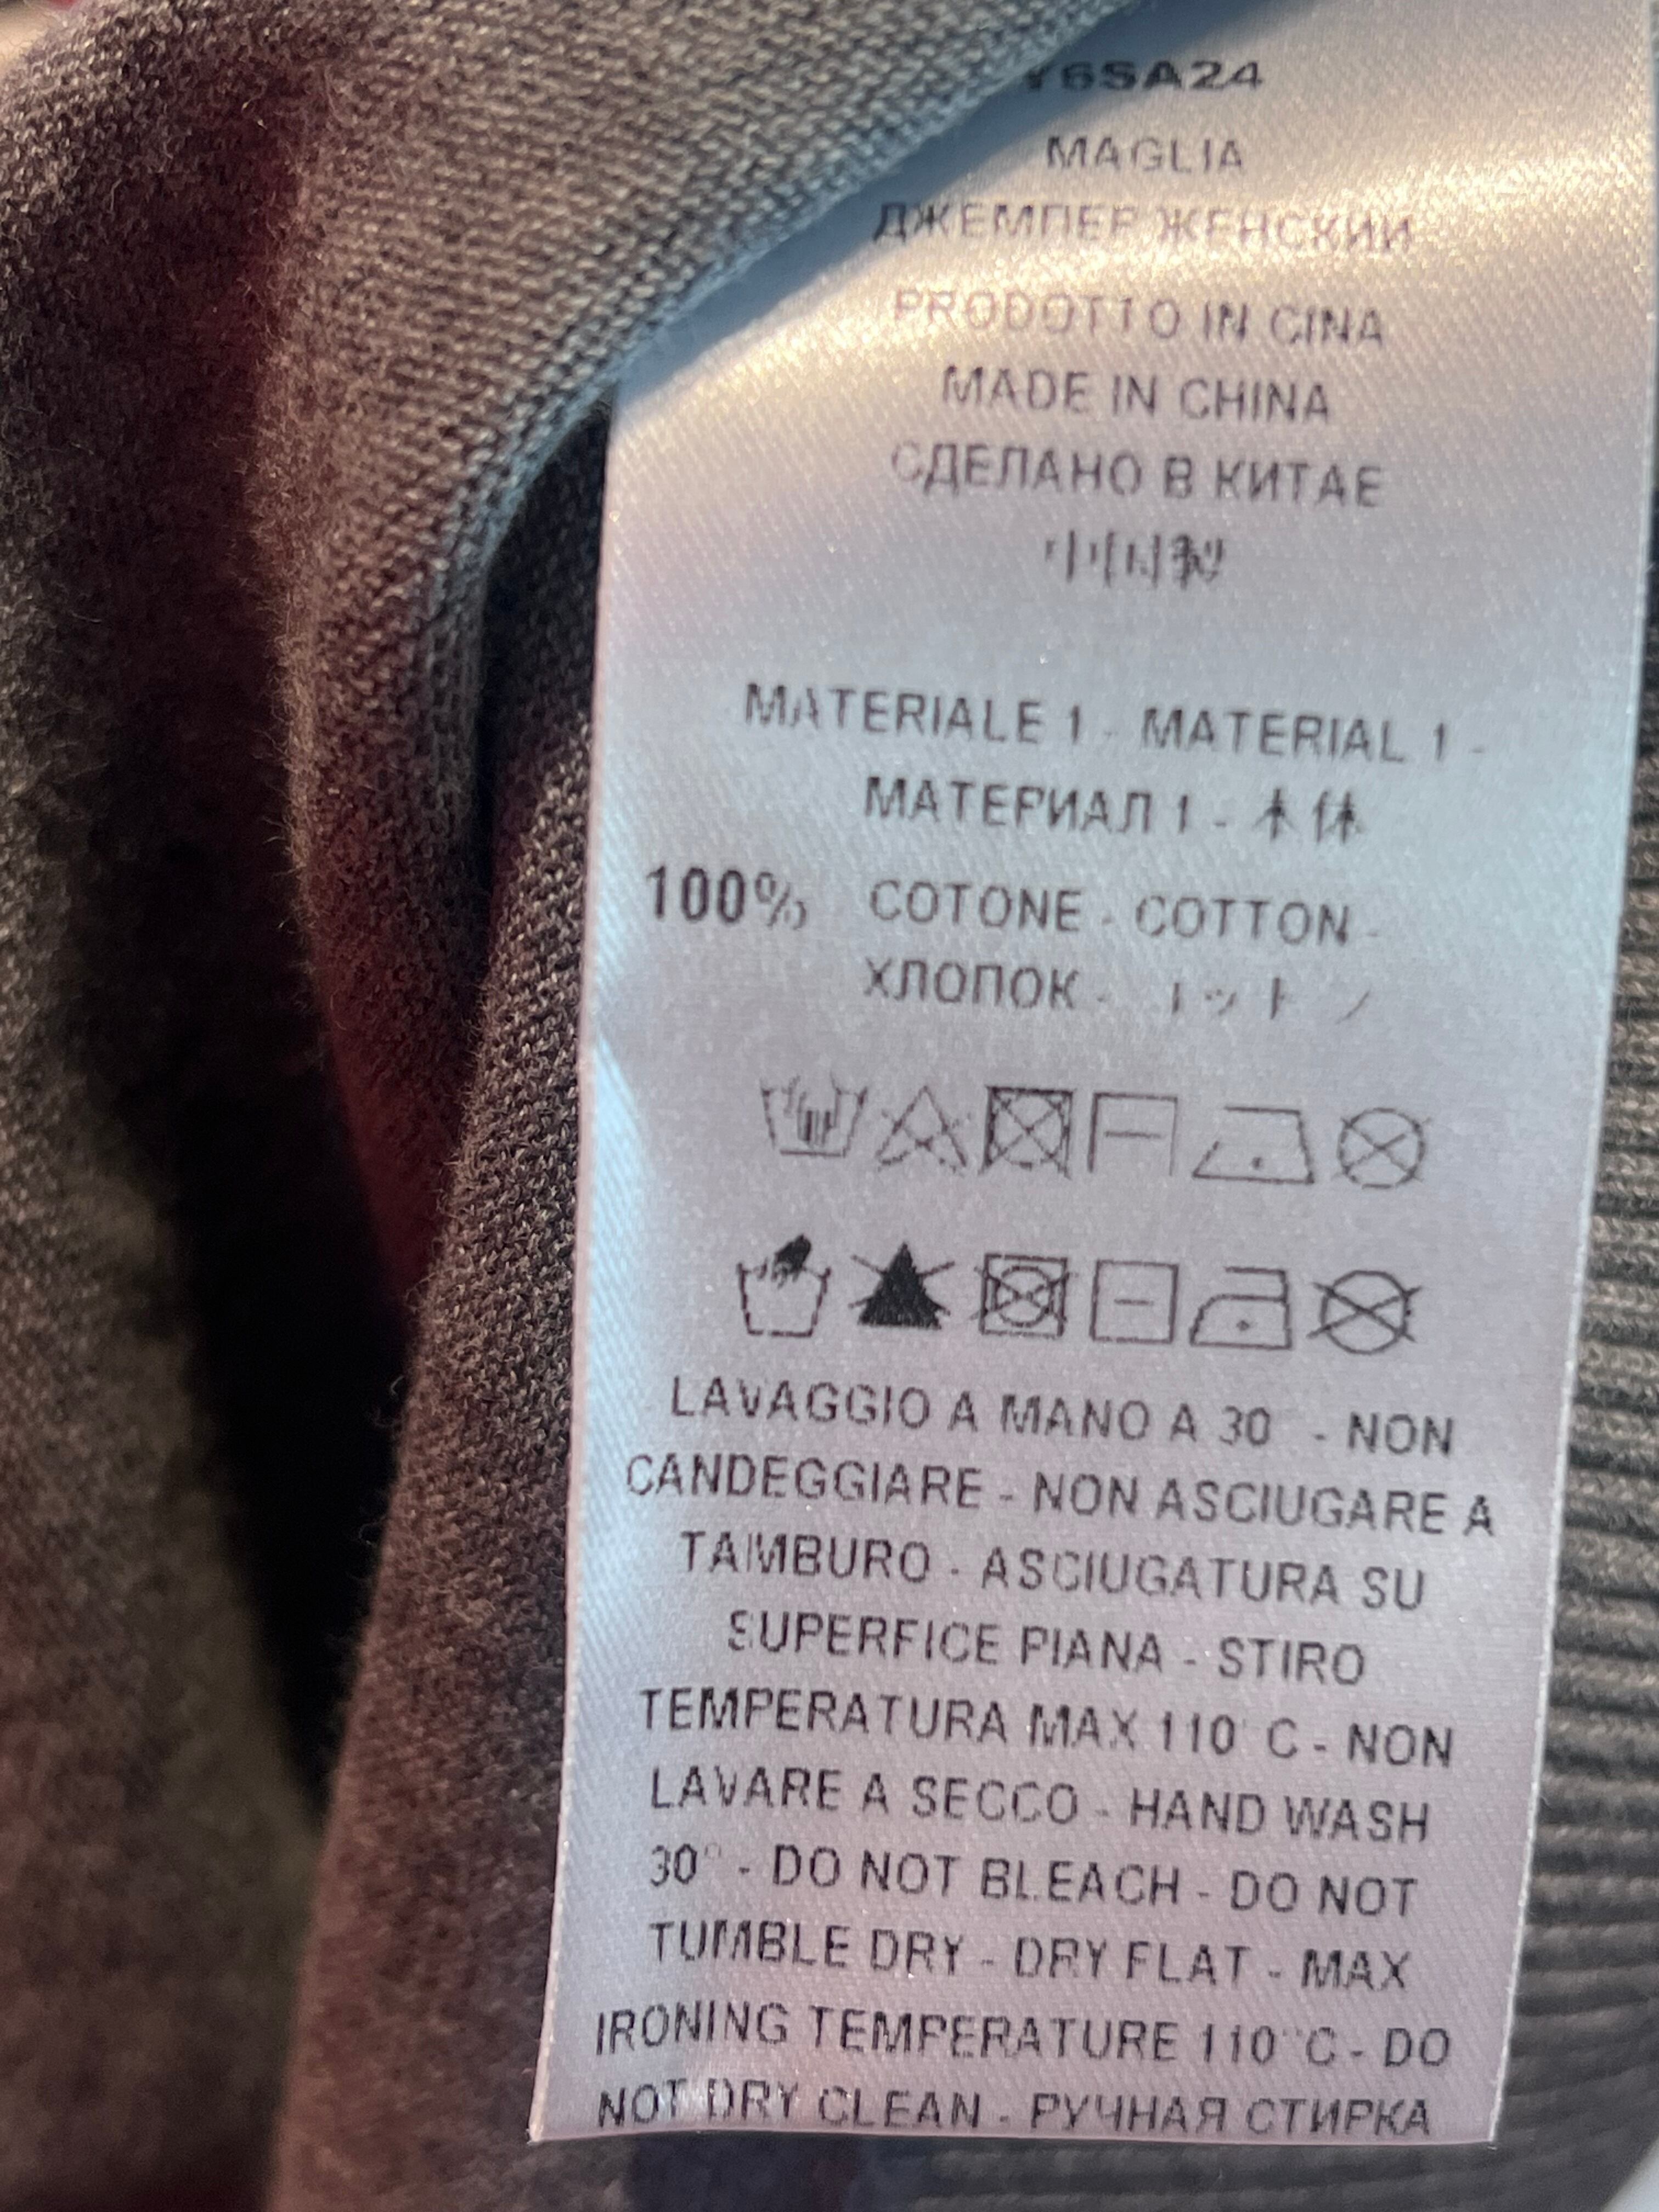 Y6SA24
MAGLIA
ДЖЕМПЕР ЖЕНСКИЙ
PRODOTTO IN CINA
MADE IN CHINA
СДЕЛАНО В КИТАЕ
中国製
MATERIALE 1 - MATERIAL 1 -
МАТЕРИАЛ 1 - 本体
100% COTONE - COTTON -
ХЛОПОК - コットン
LAVAGGIO A MANO A 30° - NON
CANDEGGIARE - NON ASCIUGARE A
TAMBURO - ASCIUGATURA SU
SUPERFICE PIANA - STIRO
TEMPERATURA MAX 110°C - NON
LAVARE A SECCO - HAND WASH
30° - DO NOT BLEACH - DO NOT
TUMBLE DRY - DRY FLAT - MAX
IRONING TEMPERATURE 110°C - DO
NOT DRY CLEAN - РУЧНАЯ СТИРКА